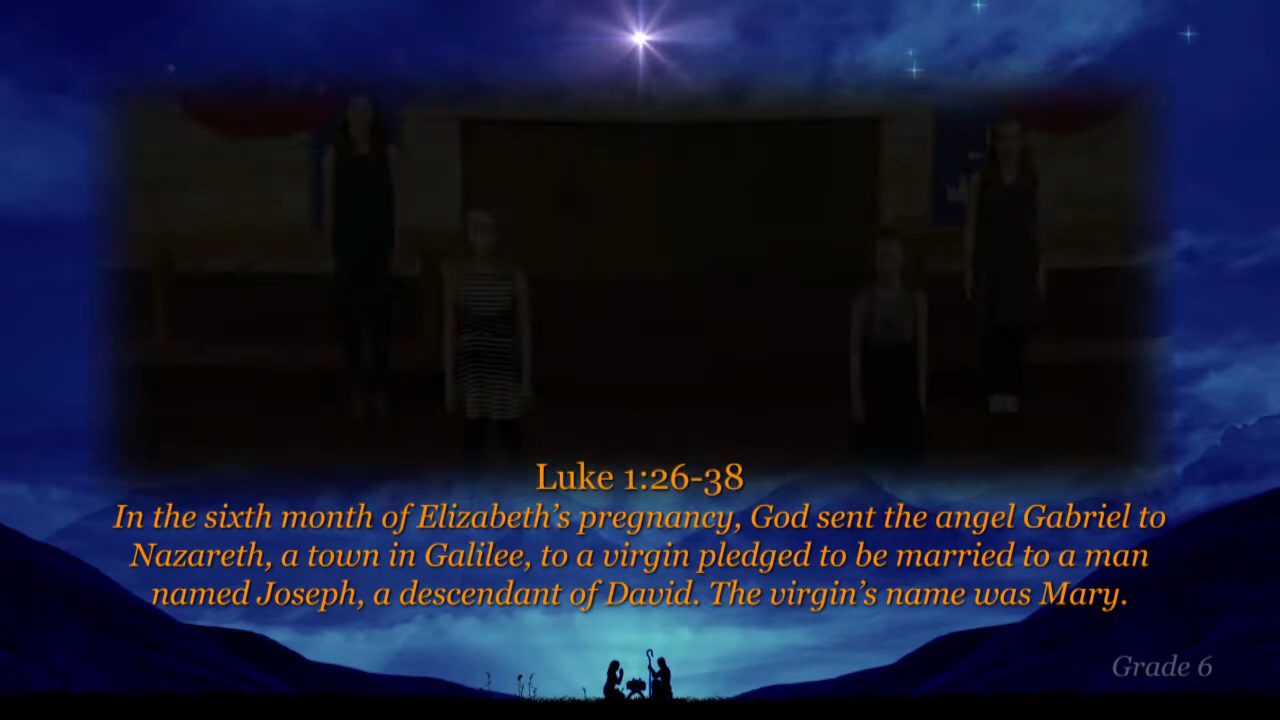 Luke 1:26-38
In the sixth month of Elizabeth’s pregnancy, God sent the angel Gabriel to
Nazareth, a town in Galilee, to a virgin pledged to be married to a man
named Joseph, a descendant of David. The virgin’s name was Mary.
Grade 6